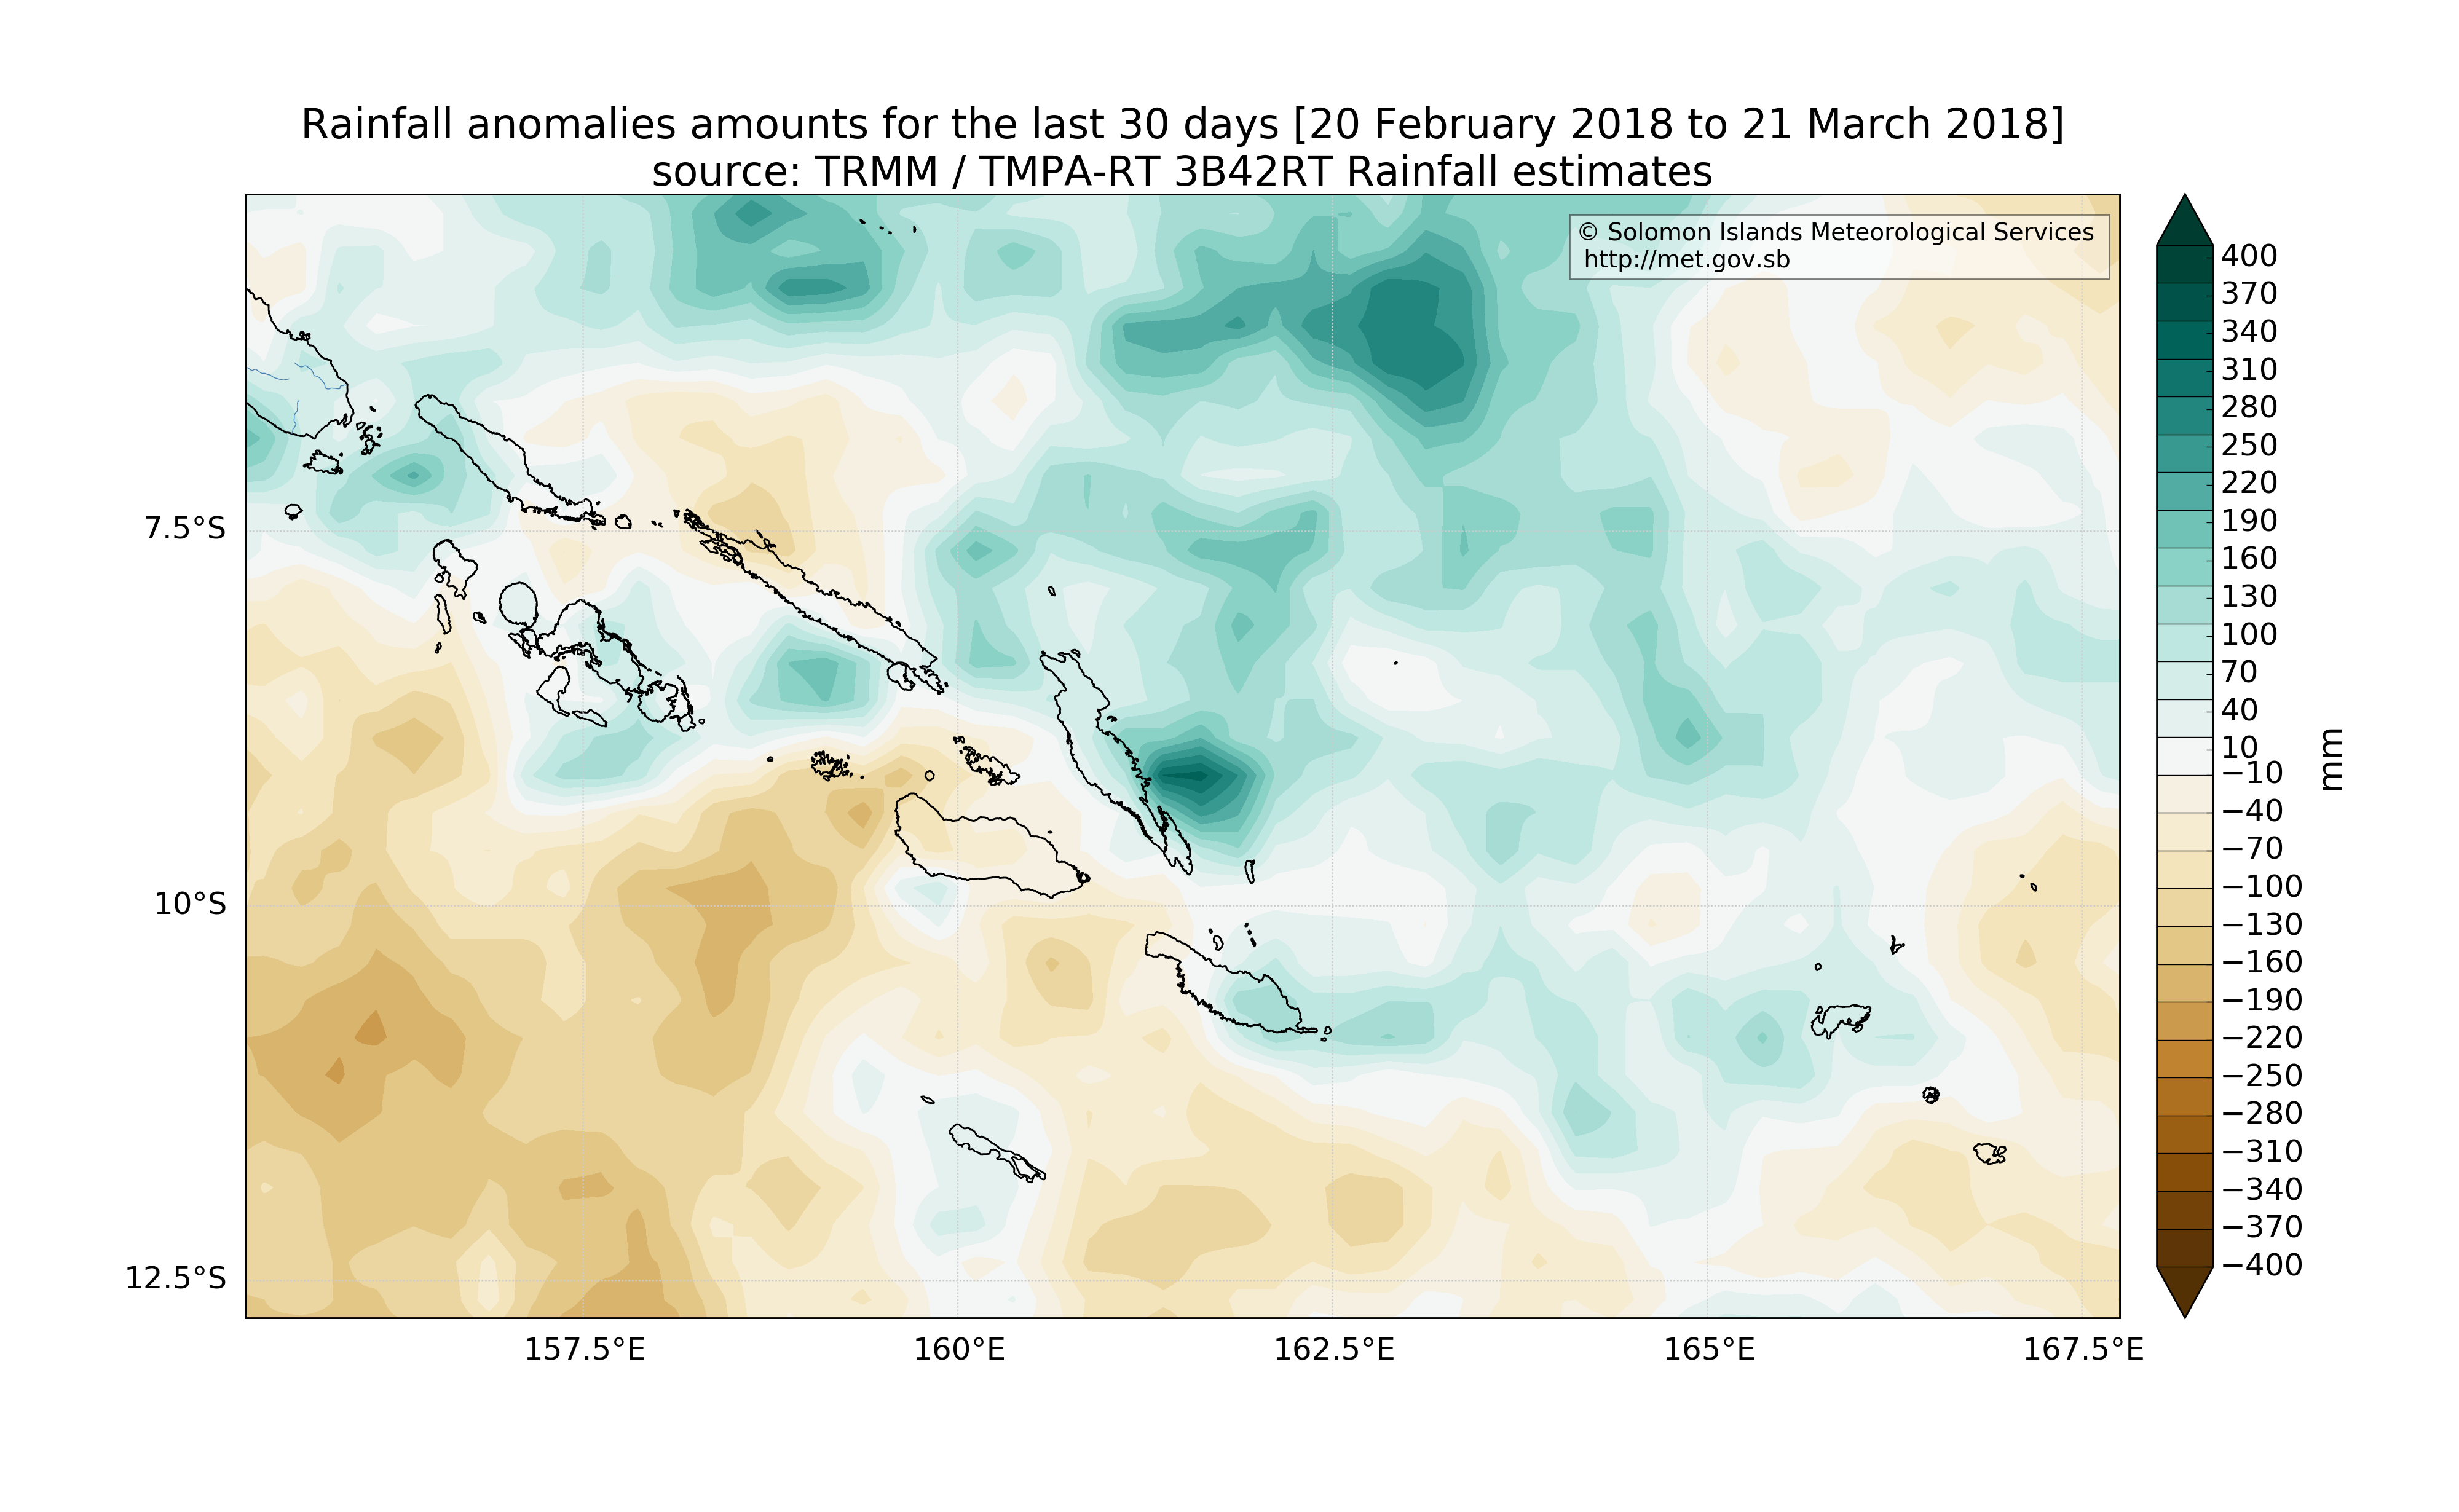 Rainfall anomalies amounts for the last 30 days [20 February 2018 to 21 March 2018]
source: TRMM / TMPA-RT 3B42RT Rainfall estimates
© Solomon Islands Meteorological Services
http://met.gov.sb
7.5°S
10°S
12.5°S
157.5°E
160°E
162.5°E
165°E
167.5°E
400
370
340
310
280
250
220
190
160
130
100
70
40
10
−10
−40
−70
−100
−130
−160
−190
−220
−250
−280
−310
−340
−370
−400
mm